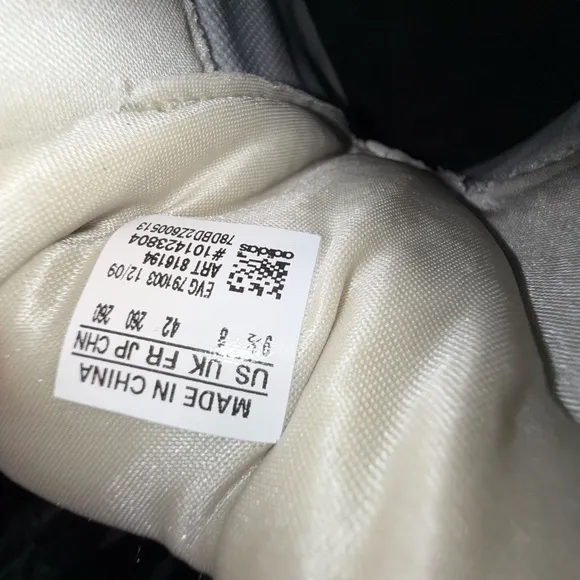 MADE IN CHINA
US UK FR JP CHN
9½ 8 42 260 260
EVG 791003 12/09
ART 816194
#101423804
78DBD2Z600513
adidas